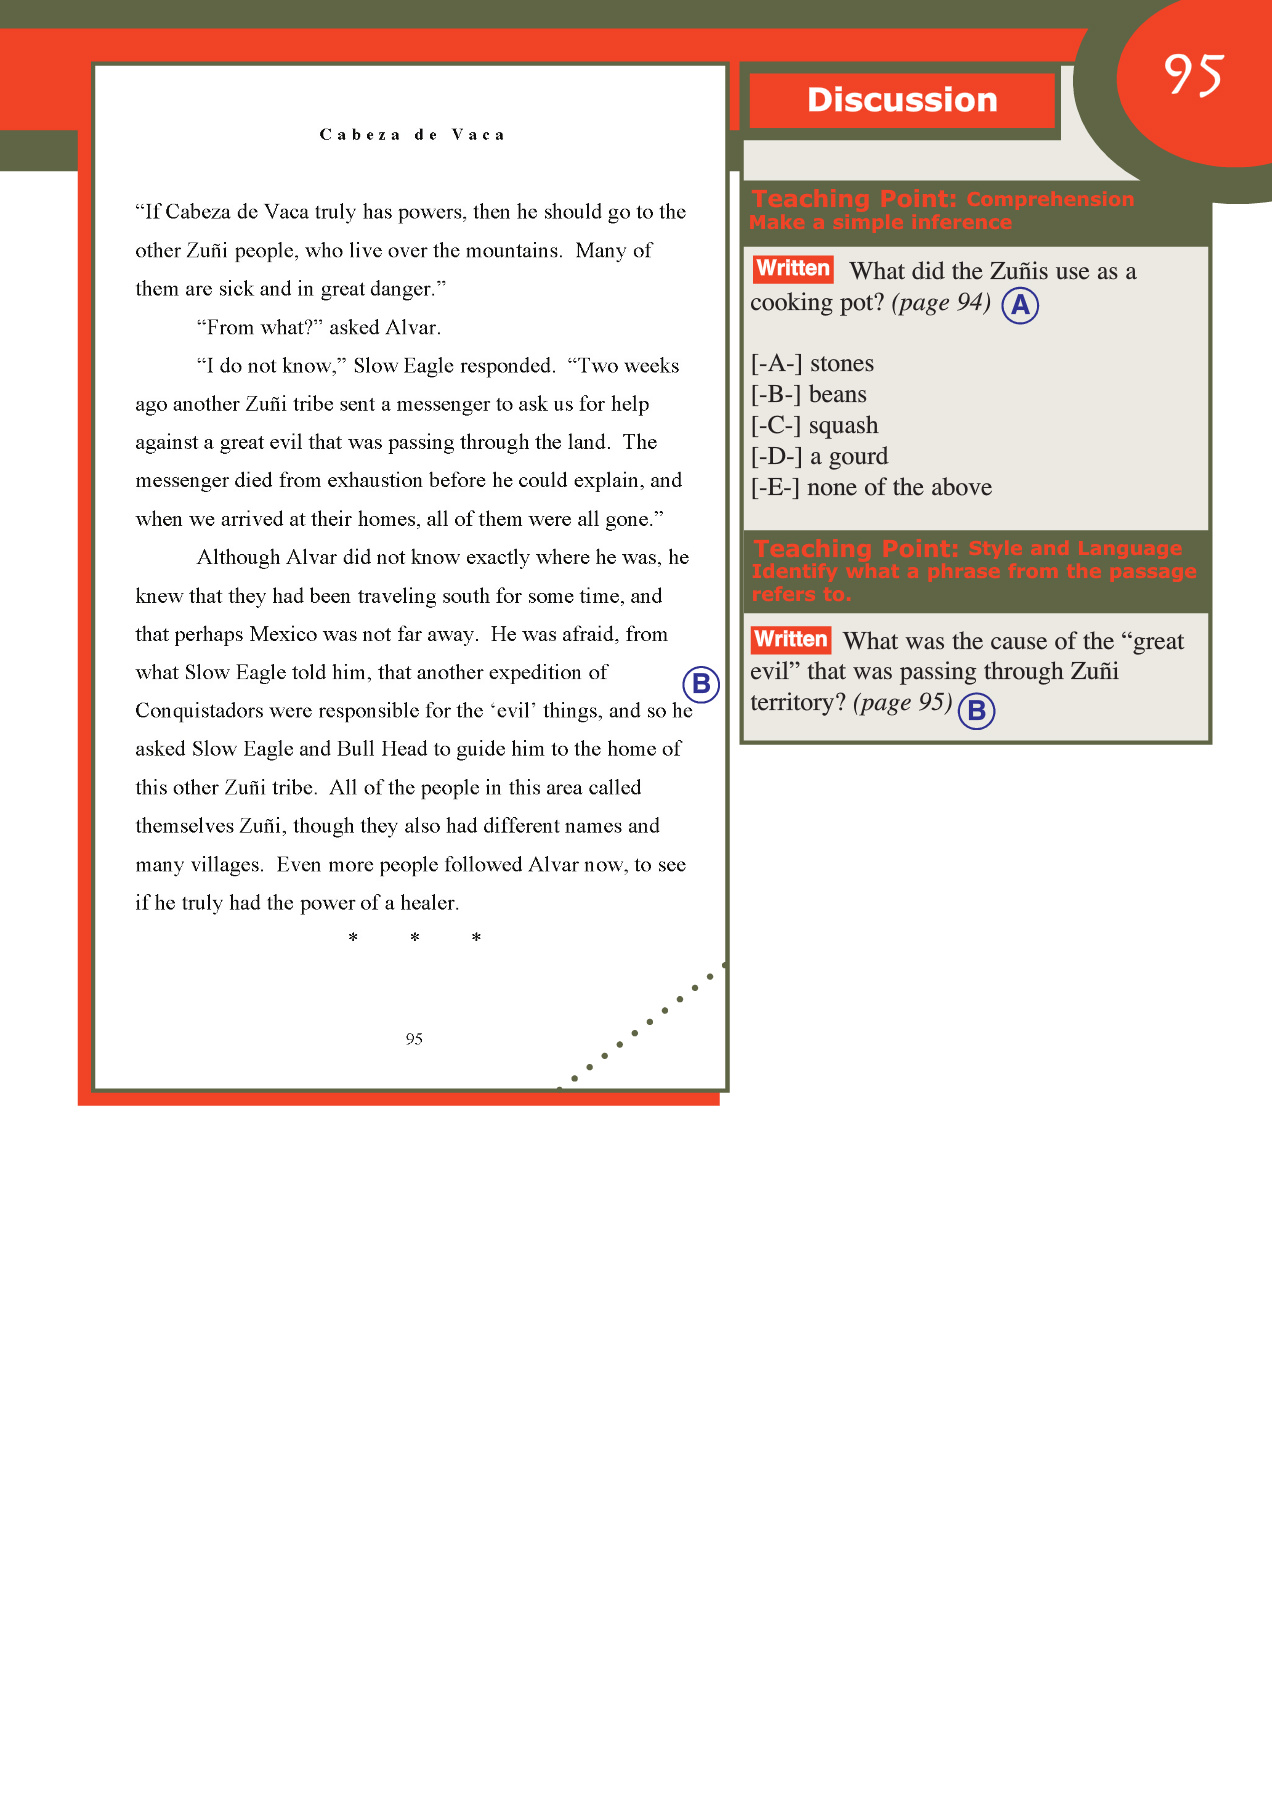 95
Cabeza de Vaca
“If Cabeza de Vaca truly has powers, then he should go to the
other Zuñi people, who live over the mountains.  Many of
them are sick and in great danger.”
“From what?” asked Alvar.
“I do not know,” Slow Eagle responded.  “Two weeks
ago another Zuñi tribe sent a messenger to ask us for help
against a great evil that was passing through the land.  The
messenger died from exhaustion before he could explain, and
when we arrived at their homes, all of them were all gone.”
Although Alvar did not know exactly where he was, he
knew that they had been traveling south for some time, and
that perhaps Mexico was not far away.  He was afraid, from
what Slow Eagle told him, that another expedition of
B
Conquistadors were responsible for the ‘evil’ things, and so he
asked Slow Eagle and Bull Head to guide him to the home of
this other Zuñi tribe.  All of the people in this area called
themselves Zuñi, though they also had different names and
many villages.  Even more people followed Alvar now, to see
if he truly had the power of a healer.
* * *
95
Discussion
Teaching Point: Comprehension
Make a simple inference
Written What did the Zuñis use as a
cooking pot? (page 94) A
[-A-] stones
[-B-] beans
[-C-] squash
[-D-] a gourd
[-E-] none of the above
Teaching Point: Style and Language
Identify what a phrase from the passage
refers to.
Written What was the cause of the “great
evil” that was passing through Zuñi
territory? (page 95) B